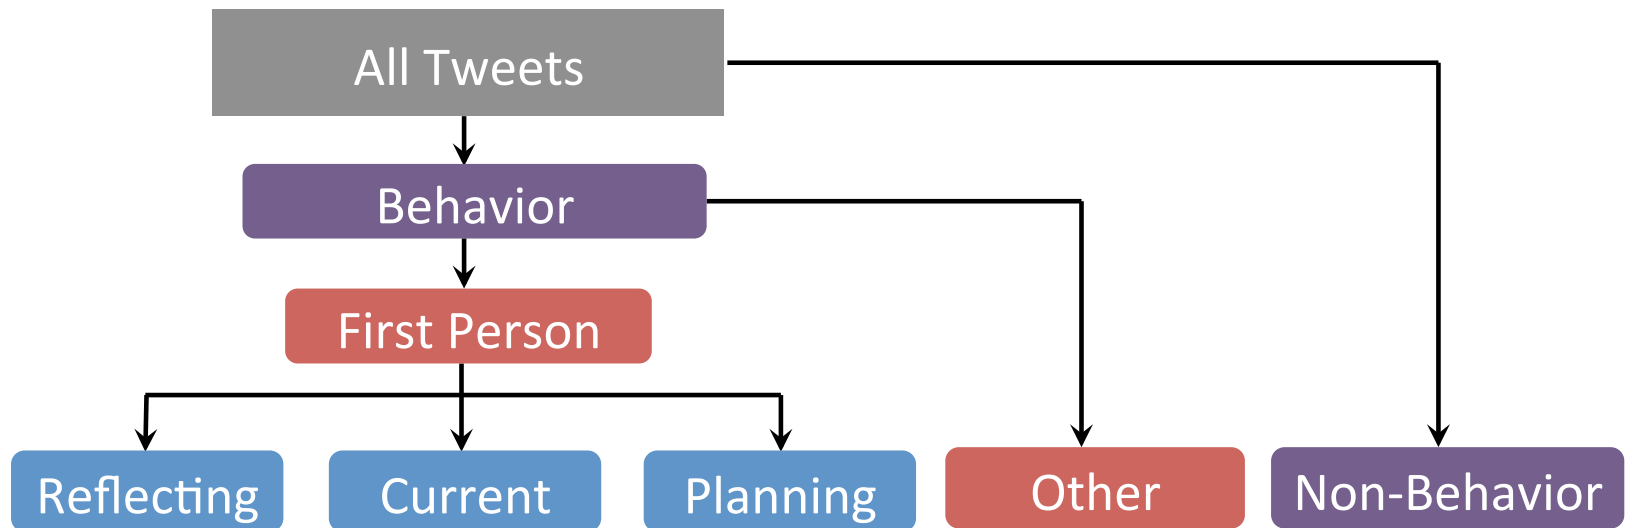 All Tweets
Behavior
First Person
Reflecting
Current
Planning
Other
Non-Behavior